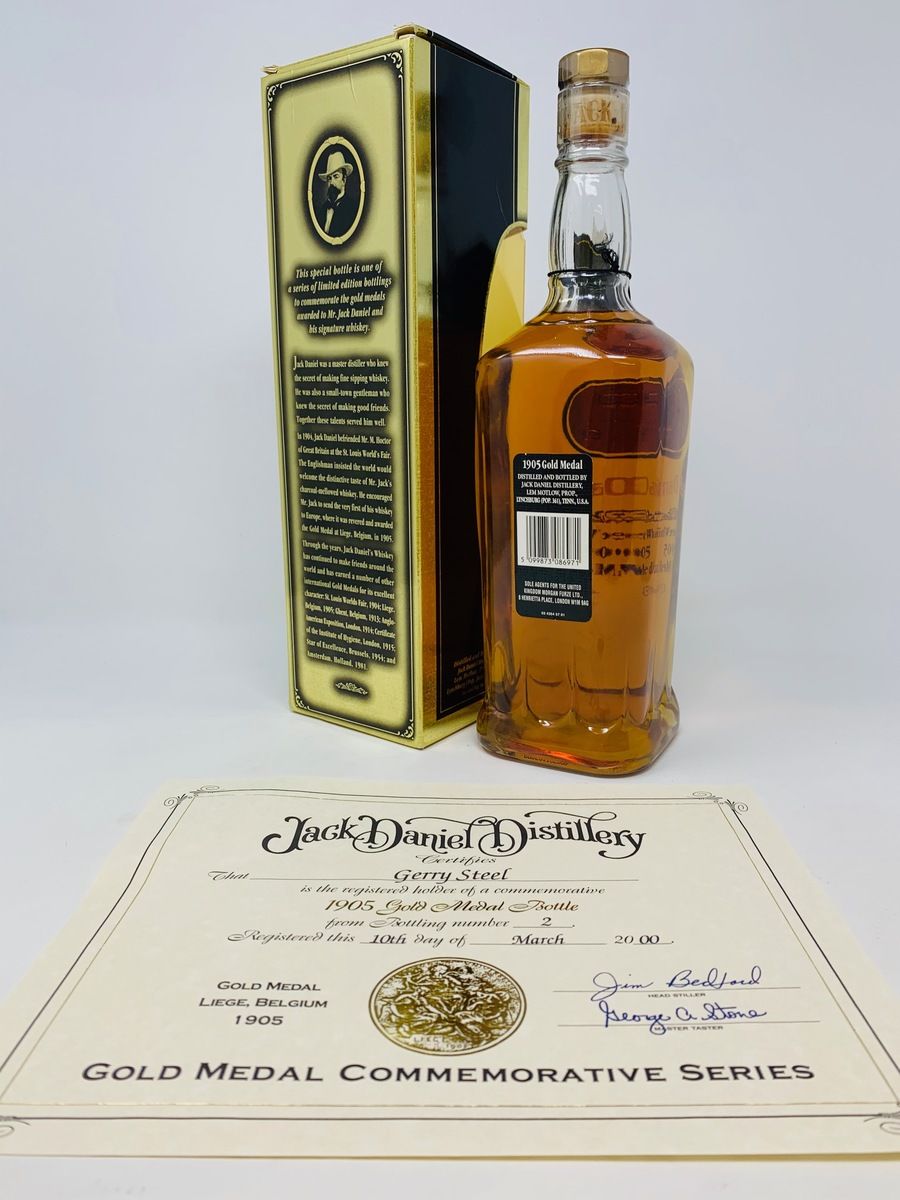 This special bottle is one of
a series of limited edition bottlings
to commemorate the gold medals
awarded to Mr. Jack Daniel and
his signature whiskey.
Jack Daniel was a master distiller who knew
the secret of making fine sipping whiskey.
He was also a small-town gentleman who
knew the secret of making good friends.
Together these talents served him well.
In 1904, Jack Daniel befriended Mr. M. Hoctor
of Great Britain at the St. Louis World's Fair.
The Englishman insisted the world would
welcome the distinctive taste of Mr. Jack's
charcoal-mellowed whiskey. He encouraged
Mr. Jack to send the very first of his whiskey
to Europe, where it was revered and awarded
the Gold Medal at Liege, Belgium, in 1905.
Through the years, Jack Daniel's Whiskey
has continued to make friends around the
world and has earned a number of other
international Gold Medals for its excellent
character: St. Louis Worlds Fair, 1904; Liege,
Belgium, 1905; Ghent, Belgium, 1913; Anglo-
American Exposition, London, 1914; Certificate
of the Institute of Hygiene, London, 1915;
Star of Excellence, Brussels, 1954; and
Amsterdam, Holland, 1981.
1905 Gold Medal
DISTILLED AND BOTTLED BY
JACK DANIEL DISTILLERY,
LEM MOTLOW, PROP.,
LYNCHBURG (POP. 361), TENN., U.S.A.
5 099873 086971
SOLE AGENTS FOR THE UNITED
KINGDOM MORGAN FURZE LTD.,
8 HENRIETTA PLACE, LONDON W1M 9AG
Jack Daniel Distillery
Certifies
That Gerry Steel
is the registered holder of a commemorative
1905 Gold Medal Bottle
from Bottling number 2
Registered this 10th day of March 2000
GOLD MEDAL
LIEGE, BELGIUM
1905
Jim Bedford
HEAD STILLER
George A Stone
MASTER TASTER
GOLD MEDAL COMMEMORATIVE SERIES